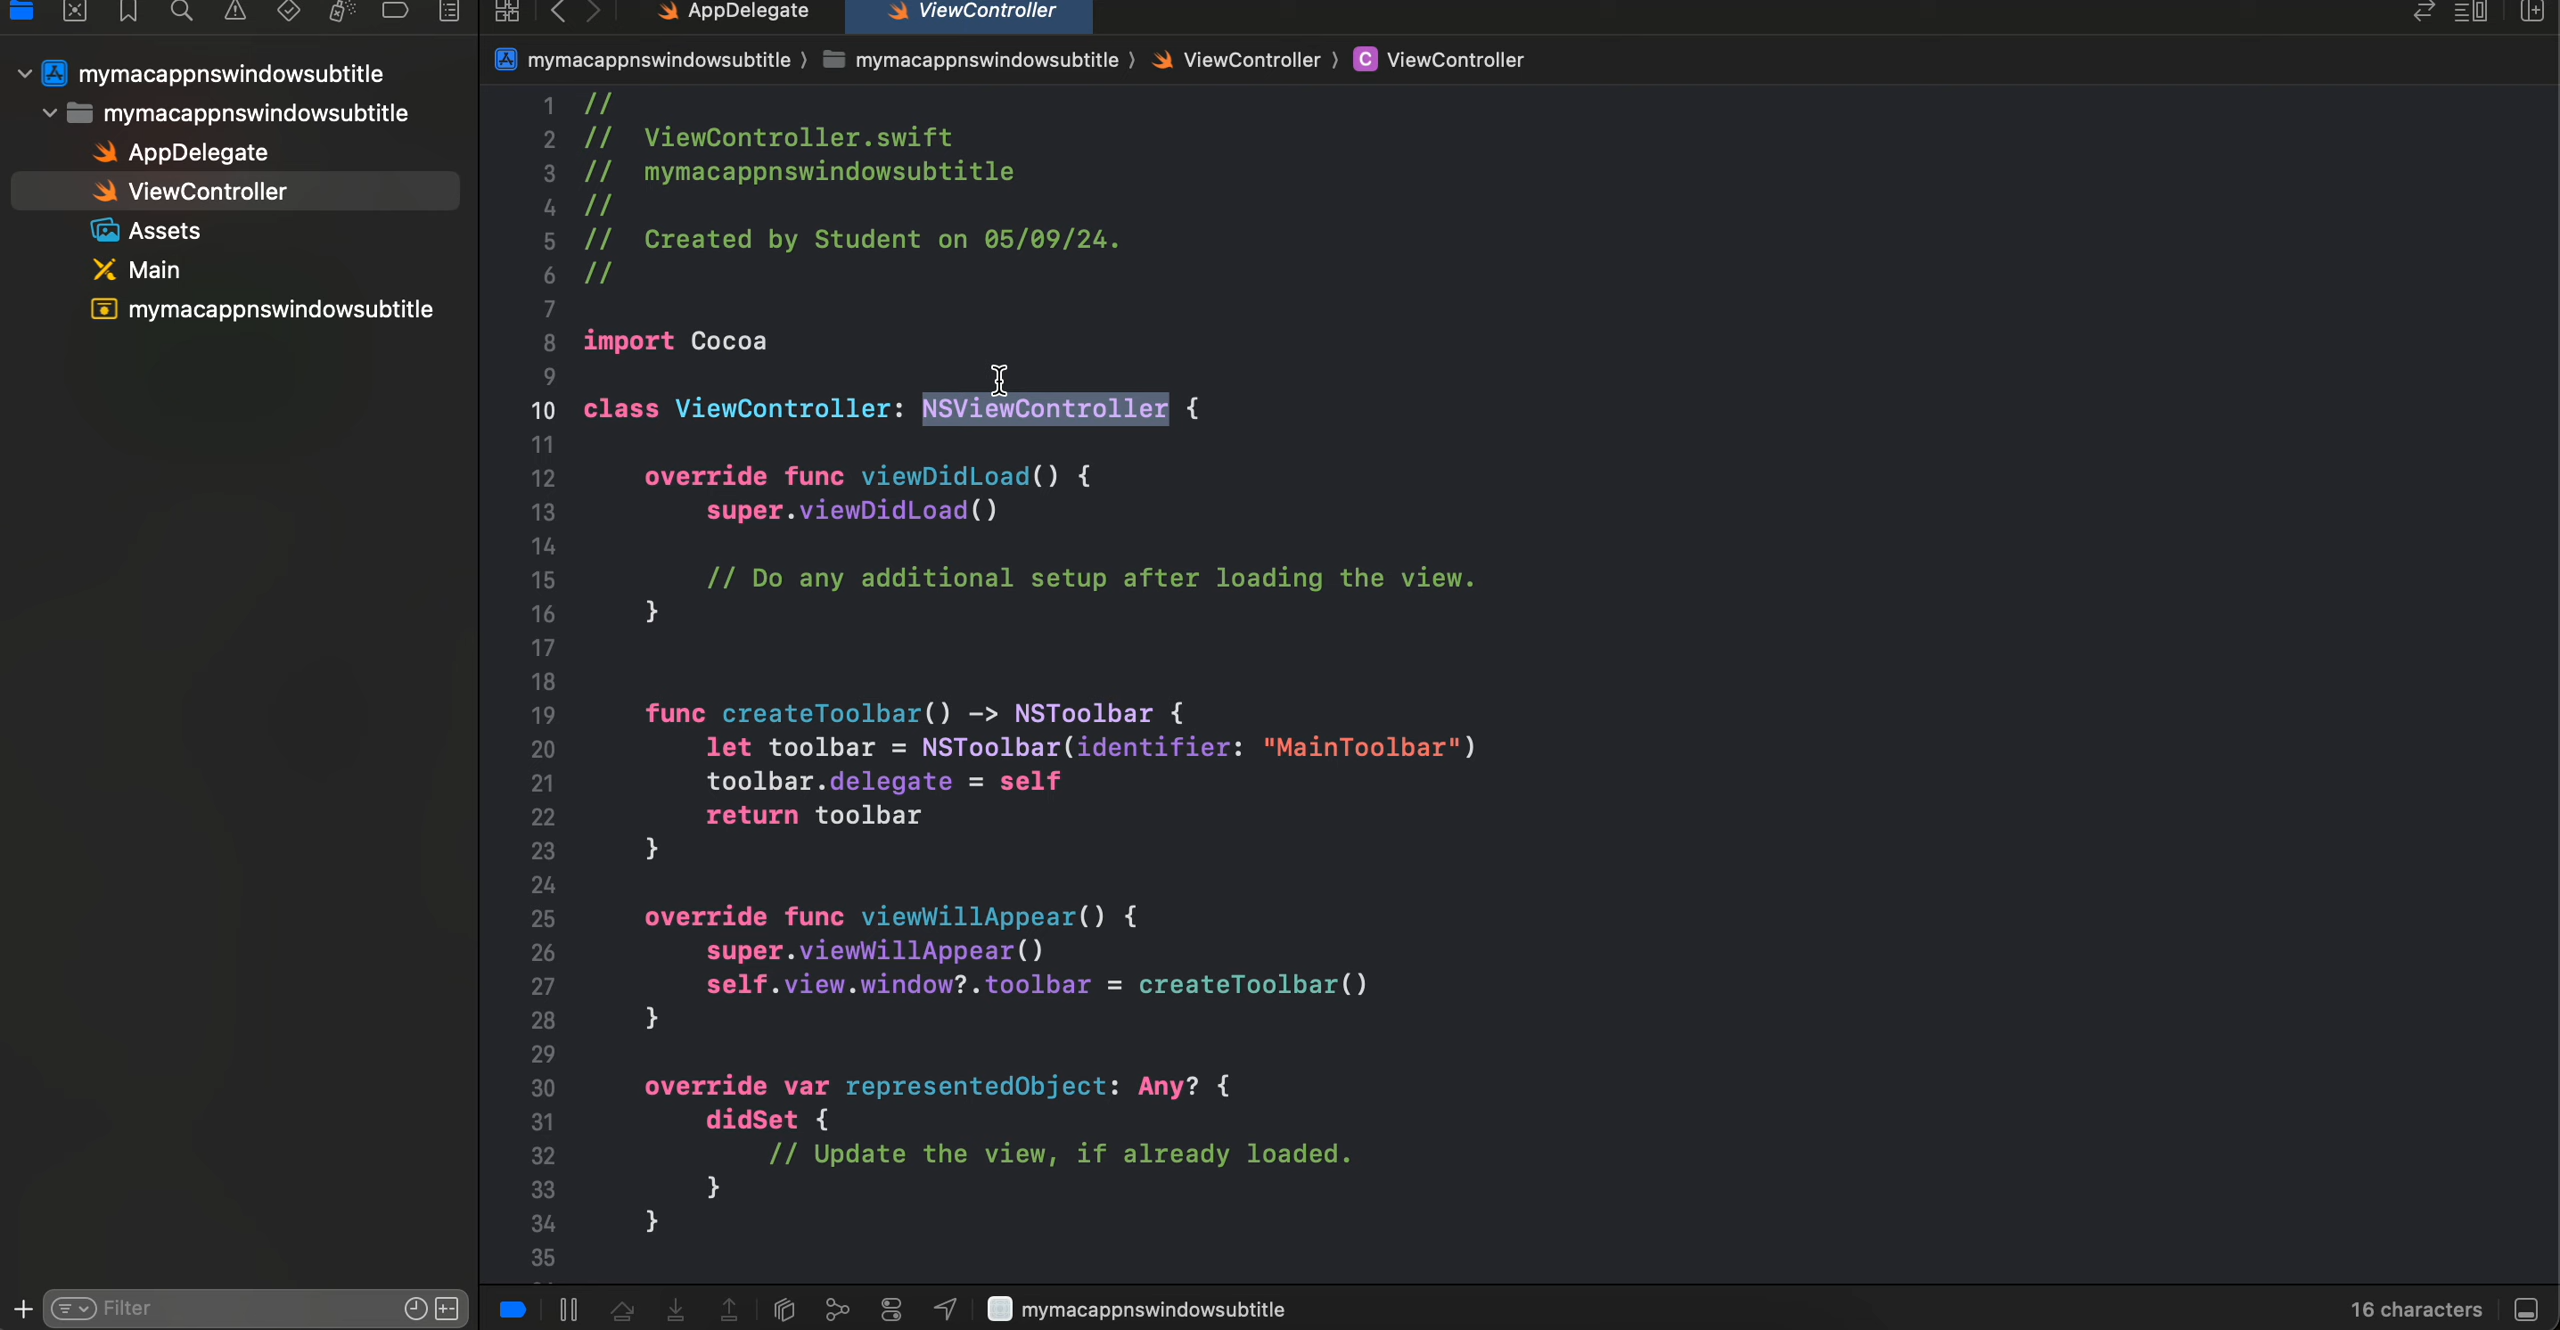 AppDelegate
ViewController
mymacappnswindowsubtitle
mymacappnswindowsubtitle
AppDelegate
ViewController
Assets
Main
mymacappnswindowsubtitle
Filter
mymacappnswindowsubtitle 〉 mymacappnswindowsubtitle 〉 ViewController 〉 C ViewController
1 //
2 //  ViewController.swift
3 //  mymacappnswindowsubtitle
4 //
5 //  Created by Student on 05/09/24.
6 //
7
8 import Cocoa
9
10 class ViewController: NSViewController {
11
12     override func viewDidLoad() {
13         super.viewDidLoad()
14
15         // Do any additional setup after loading the view.
16     }
17
18
19     func createToolbar() -> NSToolbar {
20         let toolbar = NSToolbar(identifier: "MainToolbar")
21         toolbar.delegate = self
22         return toolbar
23     }
24
25     override func viewWillAppear() {
26         super.viewWillAppear()
27         self.view.window?.toolbar = createToolbar()
28     }
29
30     override var representedObject: Any? {
31         didSet {
32             // Update the view, if already loaded.
33         }
34     }
35
mymacappnswindowsubtitle
16 characters